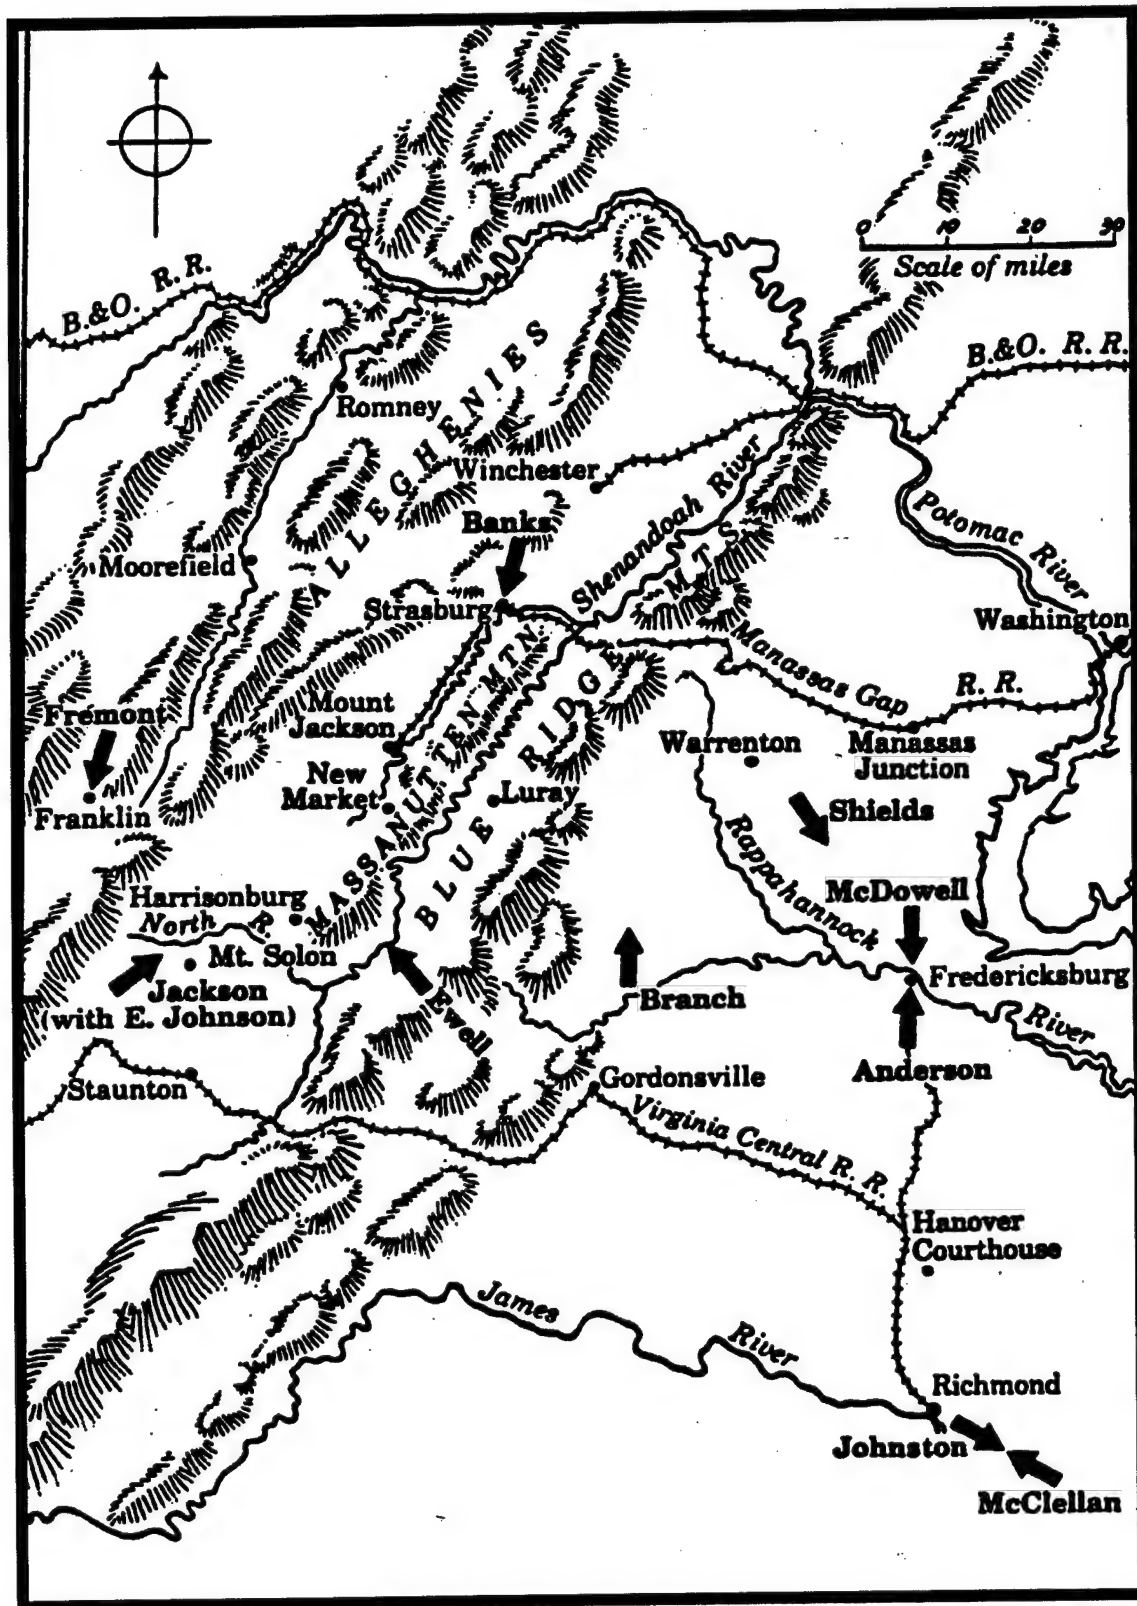 0 10 20 30
Scale of miles
B.&O. R. R.
B.&O. R. R.
Romney
ALLEGHENIES
Winchester
Shenandoah River
Potomac River
Banks
Moorefield
Strasburg
MTS
Washington
Manassas Gap R. R.
Fremont
Mount
Jackson
MASSANUTTEN MTN
BLUE RIDGE
Warrenton
Manassas
Junction
New
Market
Luray
Franklin
Shields
Rappahannock
McDowell
Harrisonburg
North R.
Mt. Solon
Fredericksburg
Jackson
(with E. Johnson)
Ewell
Branch
River
Staunton
Gordonsville
Anderson
Virginia Central R. R.
Hanover
Courthouse
James River
Richmond
Johnston
McClellan